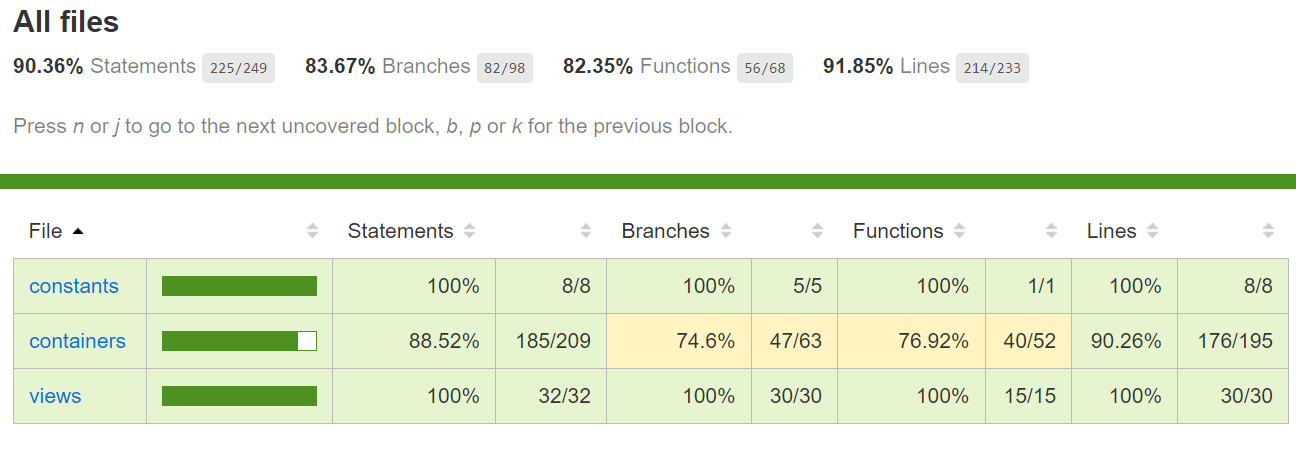 All files
90.36% Statements 225/249 83.67% Branches 82/98 82.35% Functions 56/68 91.85% Lines 214/233
Press n or j to go to the next uncovered block, b, p or k for the previous block.
File Statements Branches Functions Lines
constants 100% 8/8 100% 5/5 100% 1/1 100% 8/8
containers 88.52% 185/209 74.6% 47/63 76.92% 40/52 90.26% 176/195
views 100% 32/32 100% 30/30 100% 15/15 100% 30/30